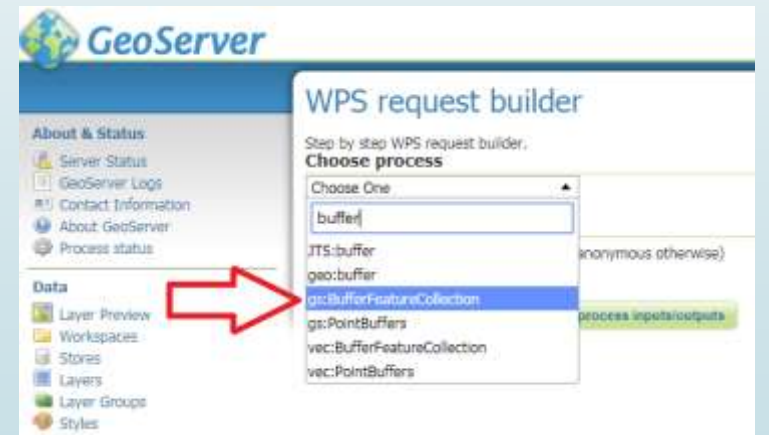 GeoServer
About & Status
Server Status
GeoServer Logs
Contact Information
About GeoServer
Process status
Data
Layer Preview
Workspaces
Stores
Layers
Layer Groups
Styles
WPS request builder
Step by step WPS request builder.
Choose process
Choose One
buffer
JTS:buffer
geo:buffer
gs:BufferFeatureCollection
gs:PointBuffers
vec:BufferFeatureCollection
vec:PointBuffers
anonymous otherwise)
process inputs/outputs